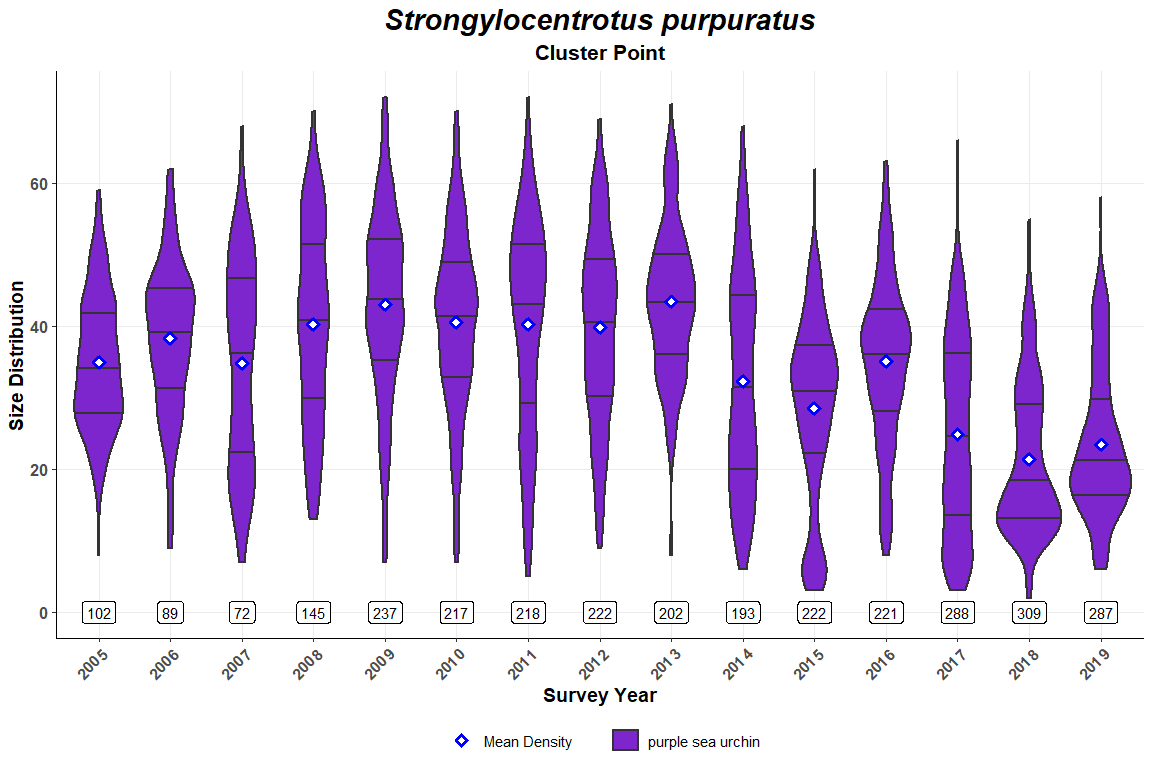 Strongylocentrotus purpuratus
Cluster Point
Size Distribution
60
40
20
0
102 89 72 145 237 217 218 222 202 193 222 221 288 309 287
2005 2006 2007 2008 2009 2010 2011 2012 2013 2014 2015 2016 2017 2018 2019
Survey Year
Mean Density purple sea urchin